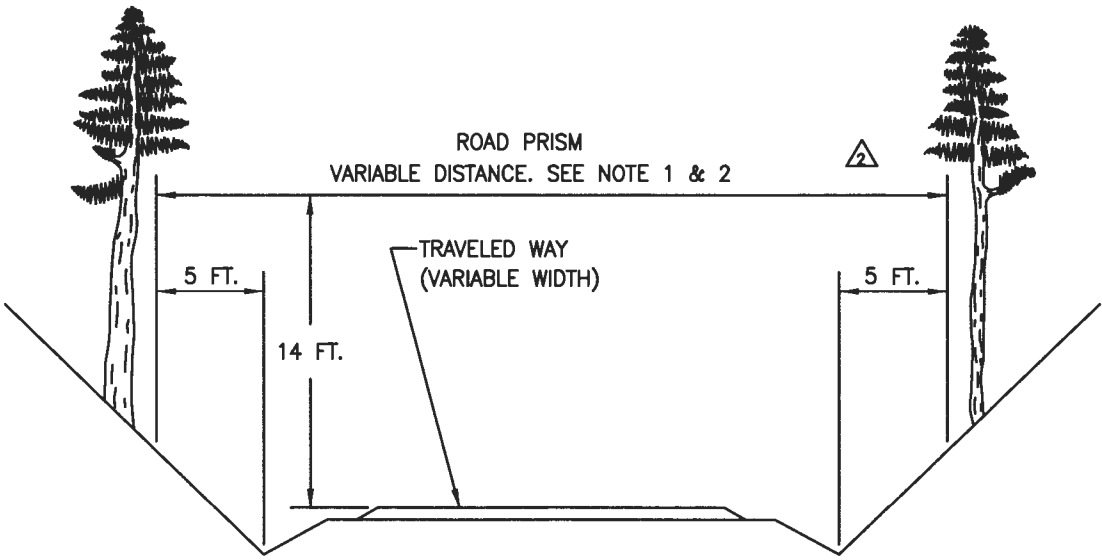 ROAD PRISM
VARIABLE DISTANCE. SEE NOTE 1 & 2
2
TRAVELED WAY
(VARIABLE WIDTH)
5 FT.
5 FT.
14 FT.